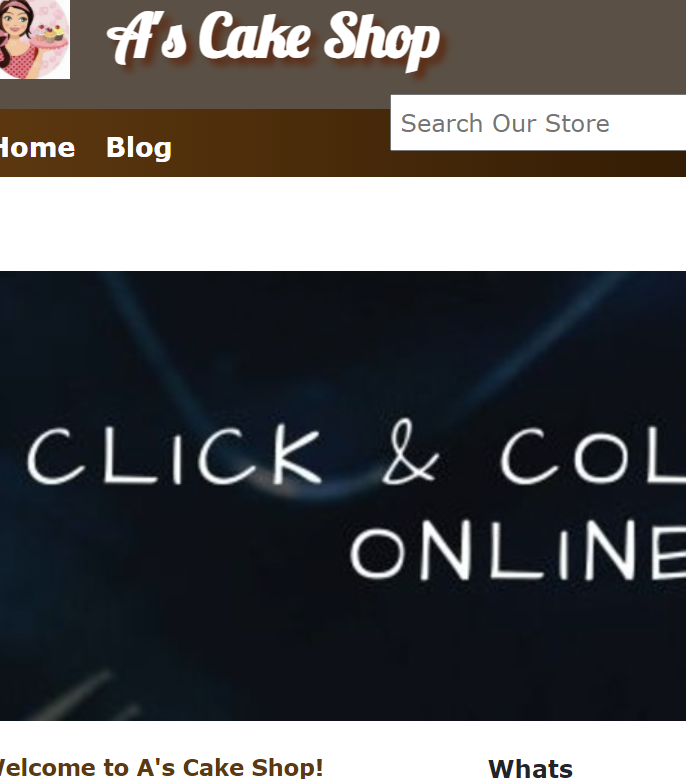 A's Cake Shop
Search Our Store
Home Blog
CLICK & COL
ONLINE
Welcome to A's Cake Shop!
Whats